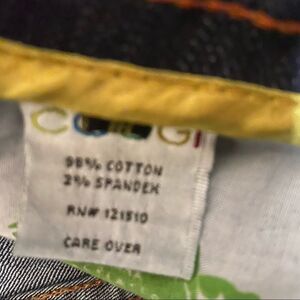 98% COTTON
2% SPANDEX
RN# 121510
CARE OVER